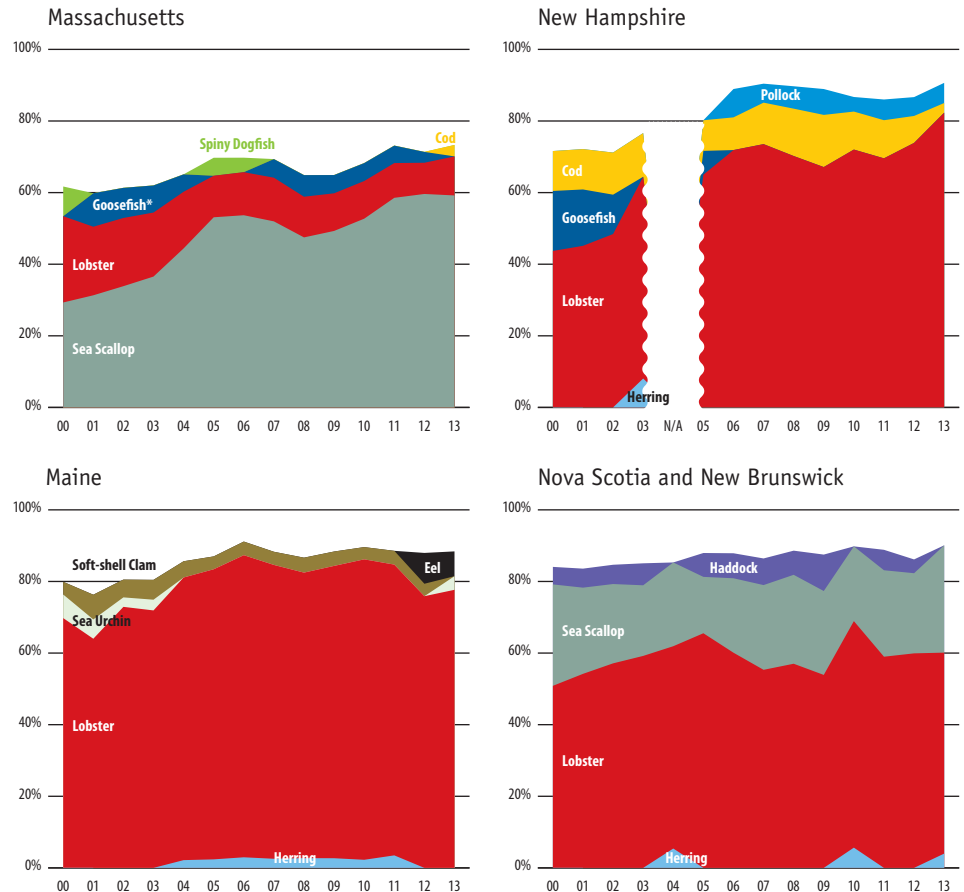 Massachusetts
100%
80%
60%
40%
20%
0%
Spiny Dogfish
Cod
Goosefish*
Lobster
Sea Scallop
00 01 02 03 04 05 06 07 08 09 10 11 12 13
New Hampshire
100%
80%
60%
40%
20%
0%
Pollock
Cod
Goosefish
Lobster
Herring
00 01 02 03 N/A 05 06 07 08 09 10 11 12 13
Maine
100%
80%
60%
40%
20%
0%
Soft-shell Clam
Eel
Sea Urchin
Lobster
Herring
00 01 02 03 04 05 06 07 08 09 10 11 12 13
Nova Scotia and New Brunswick
100%
80%
60%
40%
20%
0%
Haddock
Sea Scallop
Lobster
Herring
00 01 02 03 04 05 06 07 08 09 10 11 12 13